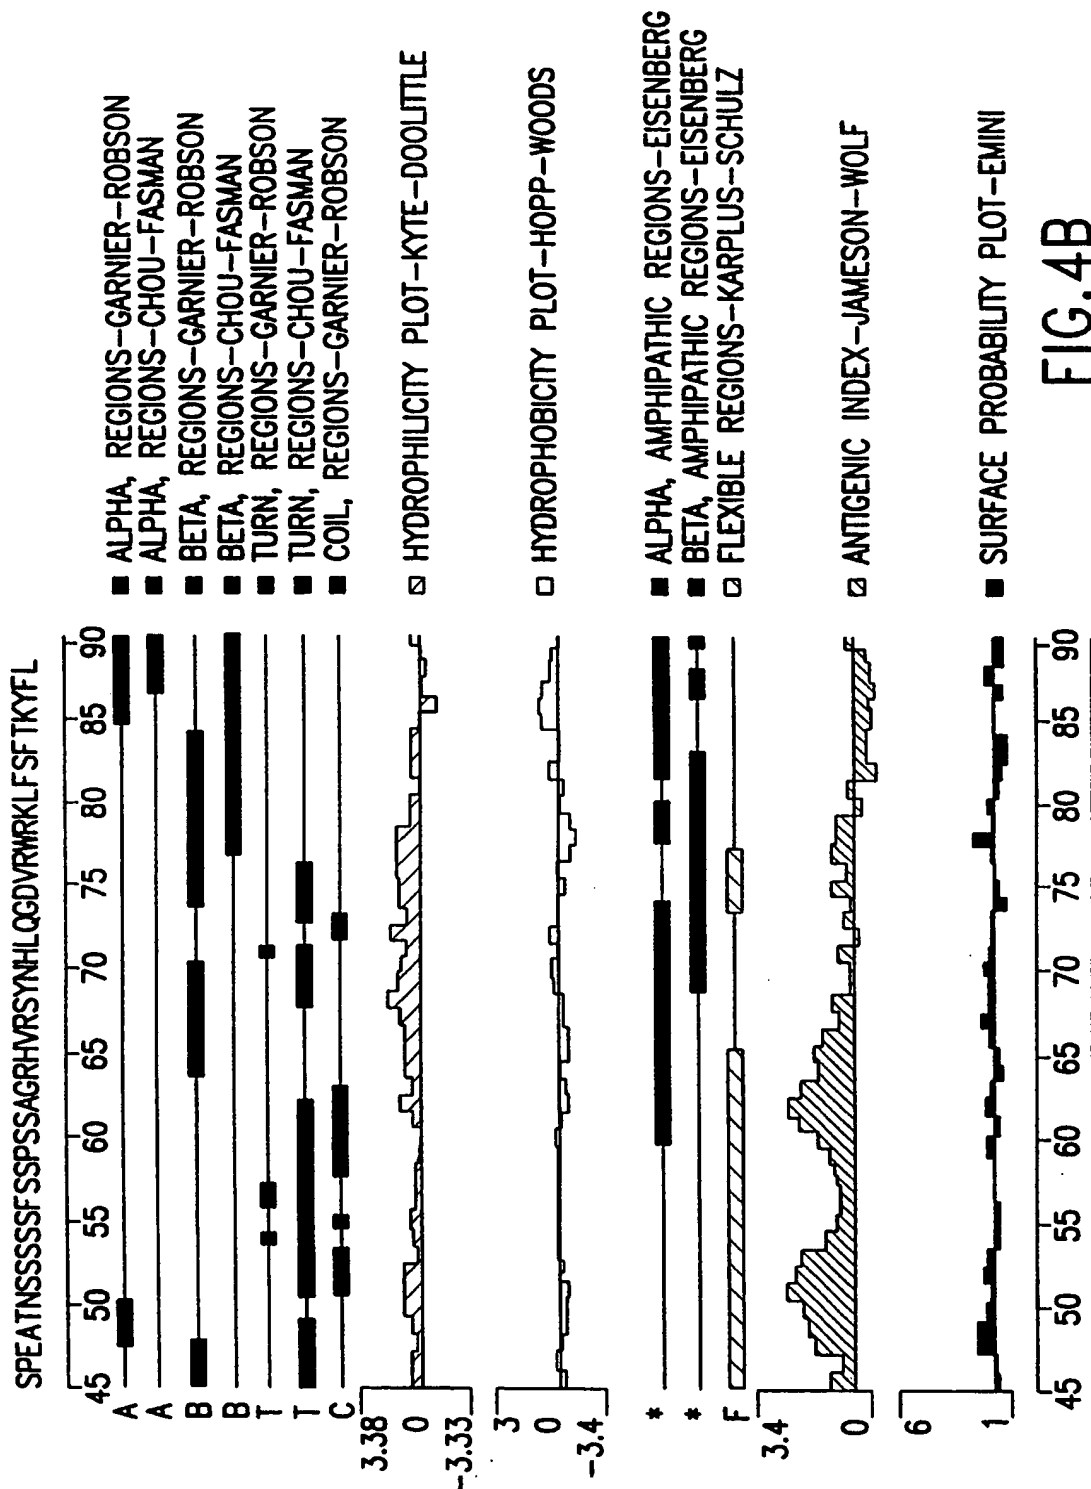 SPEATNSSSSSFSSPSSAGRHVRSYNHLQGDVRWRKLFSFTKYFL
45 50 55 60 65 70 75 80 85 90
A ALPHA, REGIONS-GARNIER-ROBSON
A ALPHA, REGIONS-CHOU-FASMAN
B BETA, REGIONS-GARNIER-ROBSON
B BETA, REGIONS-CHOU-FASMAN
T TURN, REGIONS-GARNIER-ROBSON
T TURN, REGIONS-CHOU-FASMAN
C COIL, REGIONS-GARNIER-ROBSON
3.38
0 HYDROPHILICITY PLOT-KYTE-DOOLITTLE
-3.33
3
0 HYDROPHOBICITY PLOT-HOPP-WOODS
-3.4
* ALPHA, AMPHIPATHIC REGIONS-EISENBERG
* BETA, AMPHIPATHIC REGIONS-EISENBERG
F FLEXIBLE REGIONS-KARPLUS-SCHULZ
3.4
0 ANTIGENIC INDEX-JAMESON-WOLF
6
1 SURFACE PROBABILITY PLOT-EMINI
45 50 55 60 65 70 75 80 85 90
FIG.4B